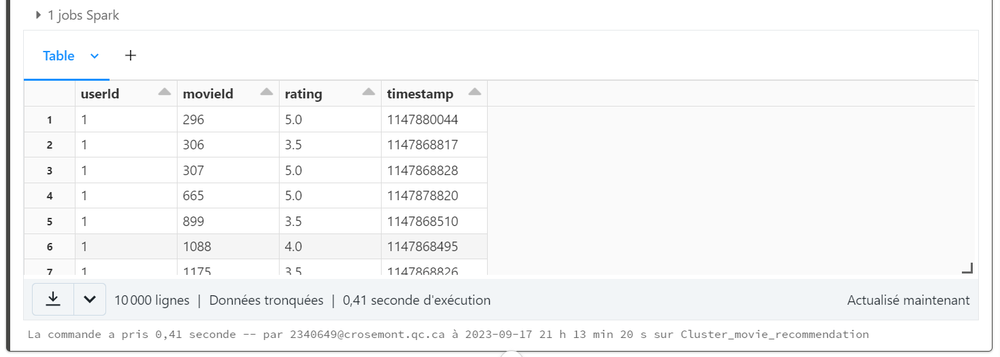 1 jobs Spark
Table +
userId movieId rating timestamp
1 1 296 5.0 1147880044
2 1 306 3.5 1147868817
3 1 307 5.0 1147868828
4 1 665 5.0 1147878820
5 1 899 3.5 1147868510
6 1 1088 4.0 1147868495
7 1 1175 3.5 1147868826
10 000 lignes | Données tronquées | 0,41 seconde d'exécution Actualisé maintenant
La commande a pris 0,41 seconde -- par 2340649@crosemont.qc.ca à 2023-09-17 21 h 13 min 20 s sur Cluster_movie_recommendation